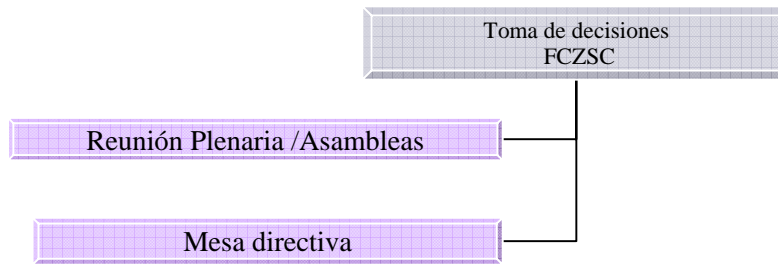 Toma de decisiones
FCZSC
Reunión Plenaria /Asambleas
Mesa directiva